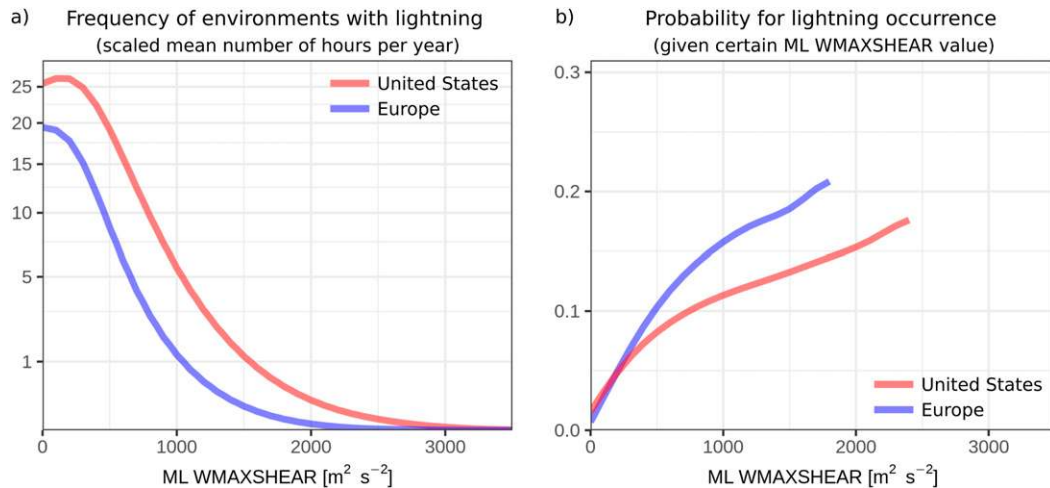 a) Frequency of environments with lightning
(scaled mean number of hours per year)
25
20
15
10
5
1
United States
Europe
0 1000 2000 3000
ML WMAXSHEAR [m² s⁻²]
b) Probability for lightning occurrence
(given certain ML WMAXSHEAR value)
0.3
0.2
0.1
0.0
United States
Europe
0 1000 2000 3000
ML WMAXSHEAR [m² s⁻²]